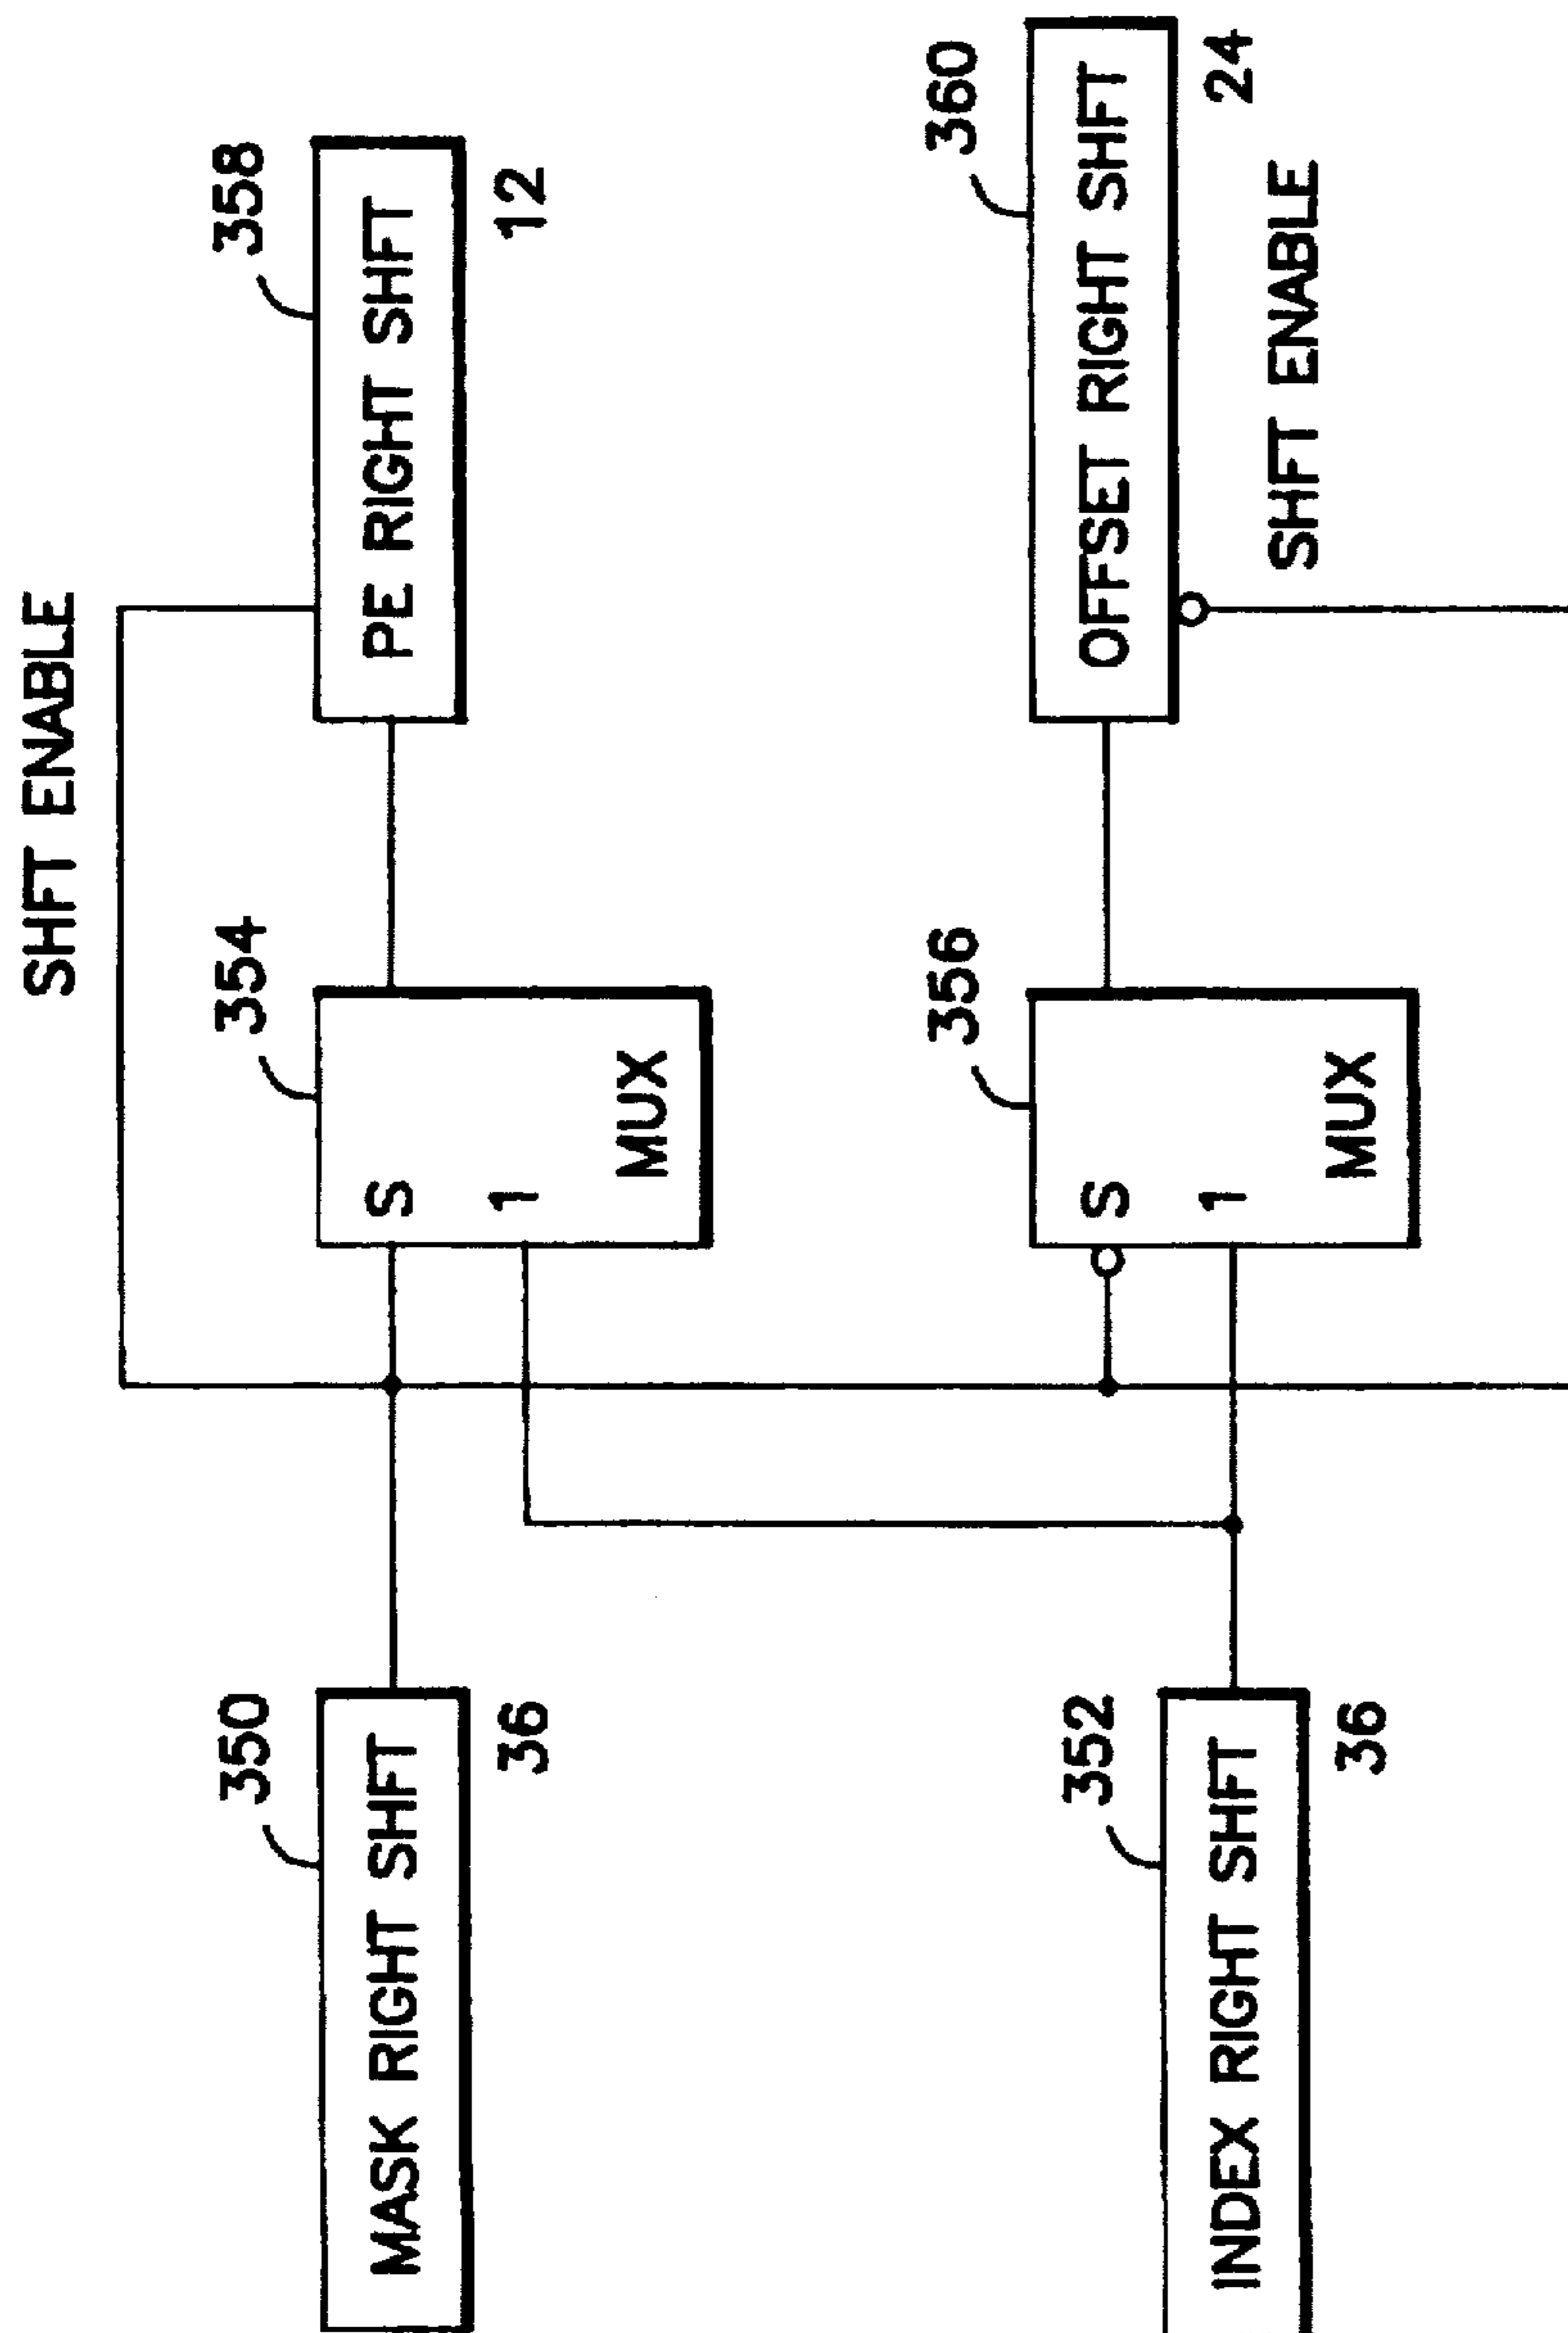 SHFT ENABLE
350
MASK RIGHT SHFT
36
354
S
1
MUX
358
PE RIGHT SHFT
12
352
INDEX RIGHT SHFT
36
356
S
1
MUX
360
OFFSET RIGHT SHFT
24
SHFT ENABLE